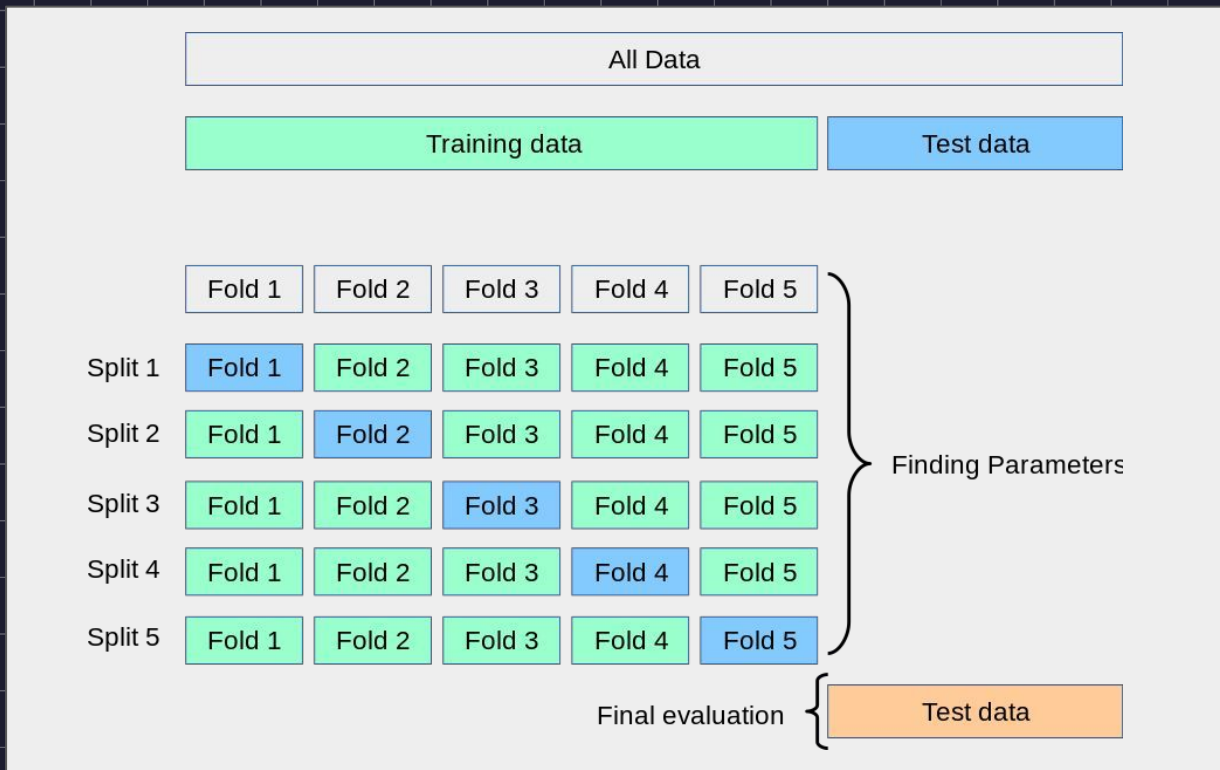 All Data
Training data Test data
Fold 1 Fold 2 Fold 3 Fold 4 Fold 5
Split 1 Fold 1 Fold 2 Fold 3 Fold 4 Fold 5
Split 2 Fold 1 Fold 2 Fold 3 Fold 4 Fold 5
Finding Parameters
Split 3 Fold 1 Fold 2 Fold 3 Fold 4 Fold 5
Split 4 Fold 1 Fold 2 Fold 3 Fold 4 Fold 5
Split 5 Fold 1 Fold 2 Fold 3 Fold 4 Fold 5
Final evaluation Test data